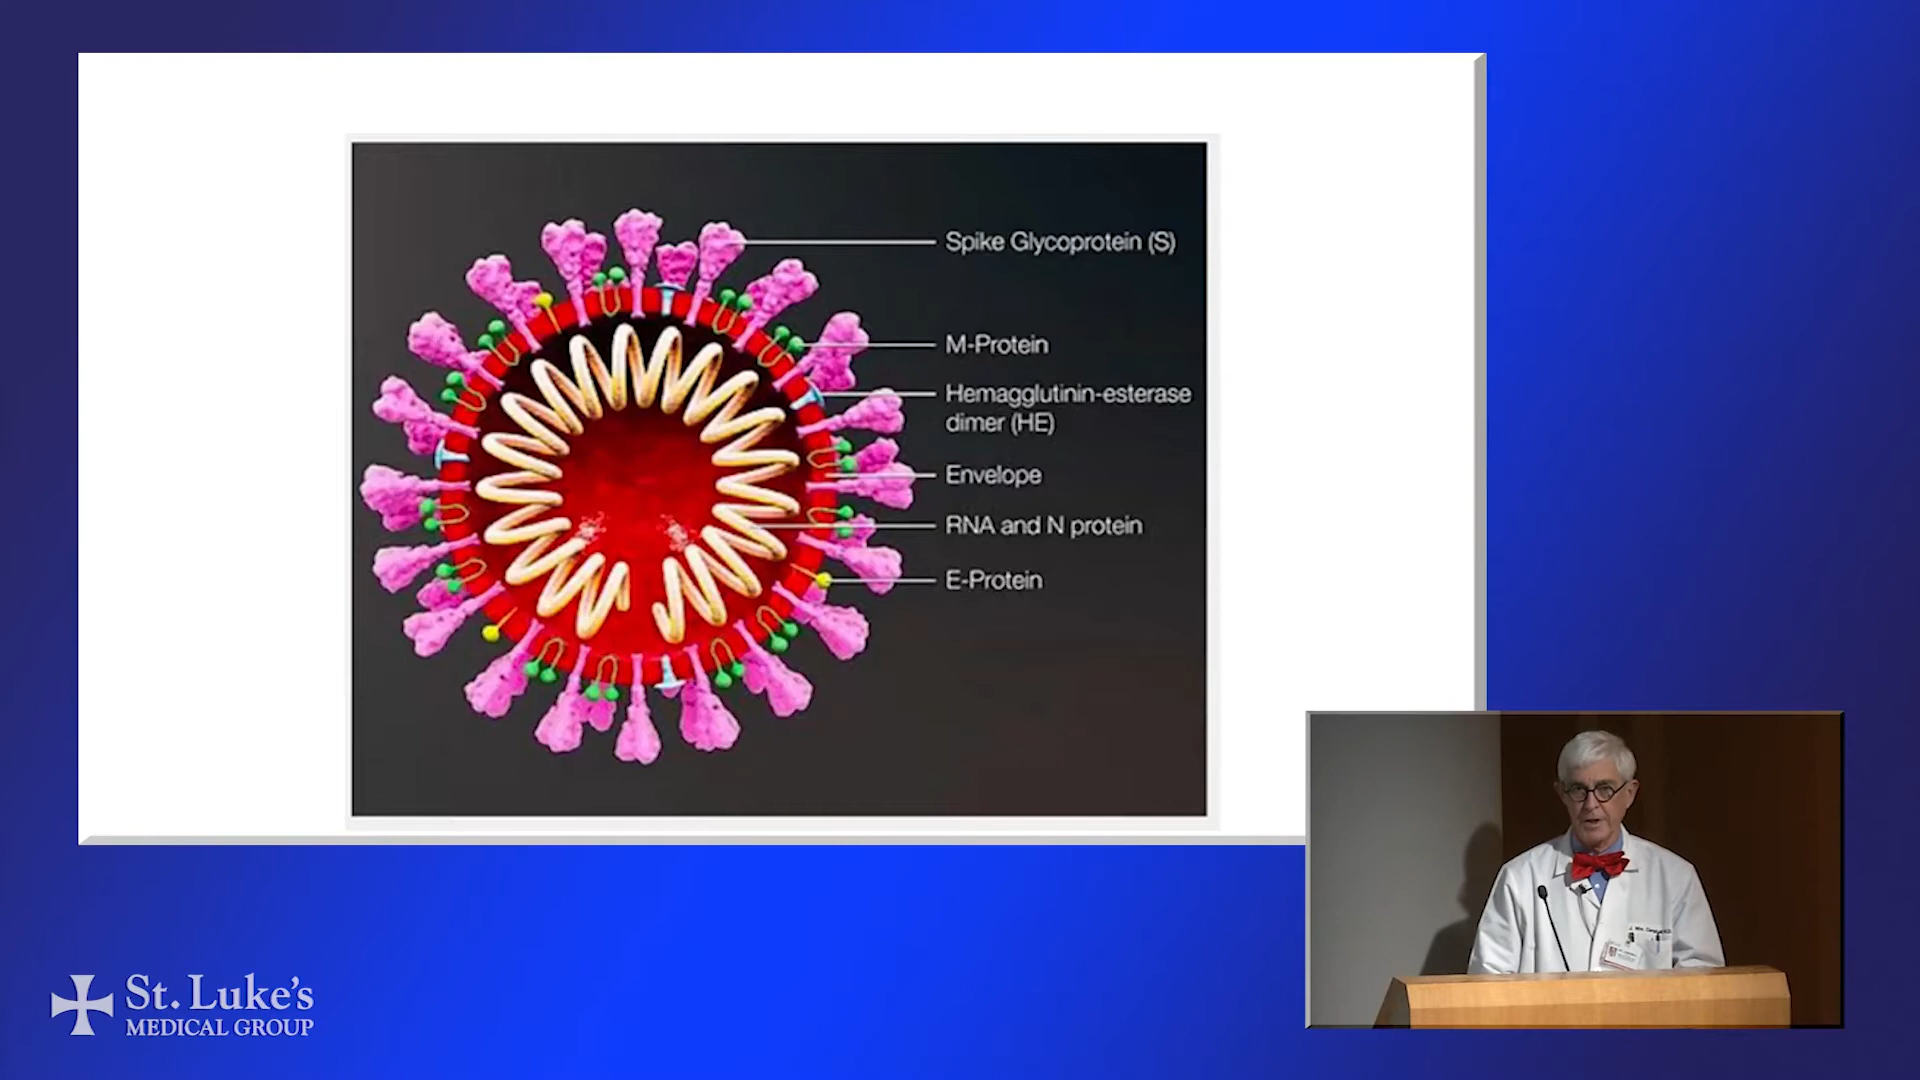 Spike Glycoprotein (S)
M-Protein
Hemagglutinin-esterase
dimer (HE)
Envelope
RNA and N protein
E-Protein
St. Luke's
MEDICAL GROUP